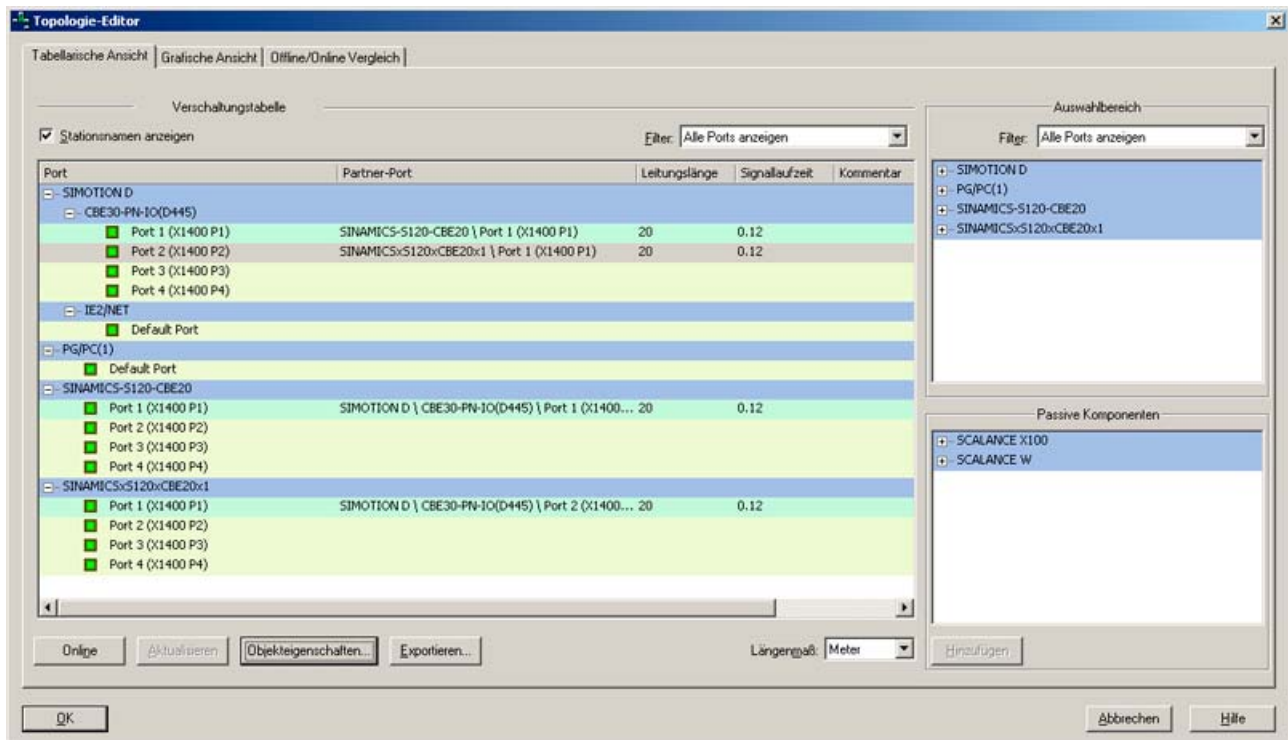 Topologie-Editor
Tabellarische Ansicht Grafische Ansicht Offline/Online Vergleich
Verschaltungstabelle
Stationsnamen anzeigen Filter: Alle Ports anzeigen
Port Partner-Port Leitungslänge Signallaufzeit Kommentar
SIMOTION D
CBE30-PN-IO(D445)
Port 1 (X1400 P1) SINAMICS-S120-CBE20 \ Port 1 (X1400 P1) 20 0.12
Port 2 (X1400 P2) SINAMICSxS120xCBE20x1 \ Port 1 (X1400 P1) 20 0.12
Port 3 (X1400 P3)
Port 4 (X1400 P4)
IE2/NET
Default Port
PG/PC(1)
Default Port
SINAMICS-S120-CBE20
Port 1 (X1400 P1) SIMOTION D \ CBE30-PN-IO(D445) \ Port 1 (X1400... 20 0.12
Port 2 (X1400 P2)
Port 3 (X1400 P3)
Port 4 (X1400 P4)
SINAMICSxS120xCBE20x1
Port 1 (X1400 P1) SIMOTION D \ CBE30-PN-IO(D445) \ Port 2 (X1400... 20 0.12
Port 2 (X1400 P2)
Port 3 (X1400 P3)
Port 4 (X1400 P4)
Online Aktualisieren Objekteigenschaften... Exportieren... Längenmaß: Meter
Auswahlbereich
Filter: Alle Ports anzeigen
SIMOTION D
PG/PC(1)
SINAMICS-S120-CBE20
SINAMICSxS120xCBE20x1
Passive Komponenten
SCALANCE X100
SCALANCE W
Hinzufügen
OK Abbrechen Hilfe